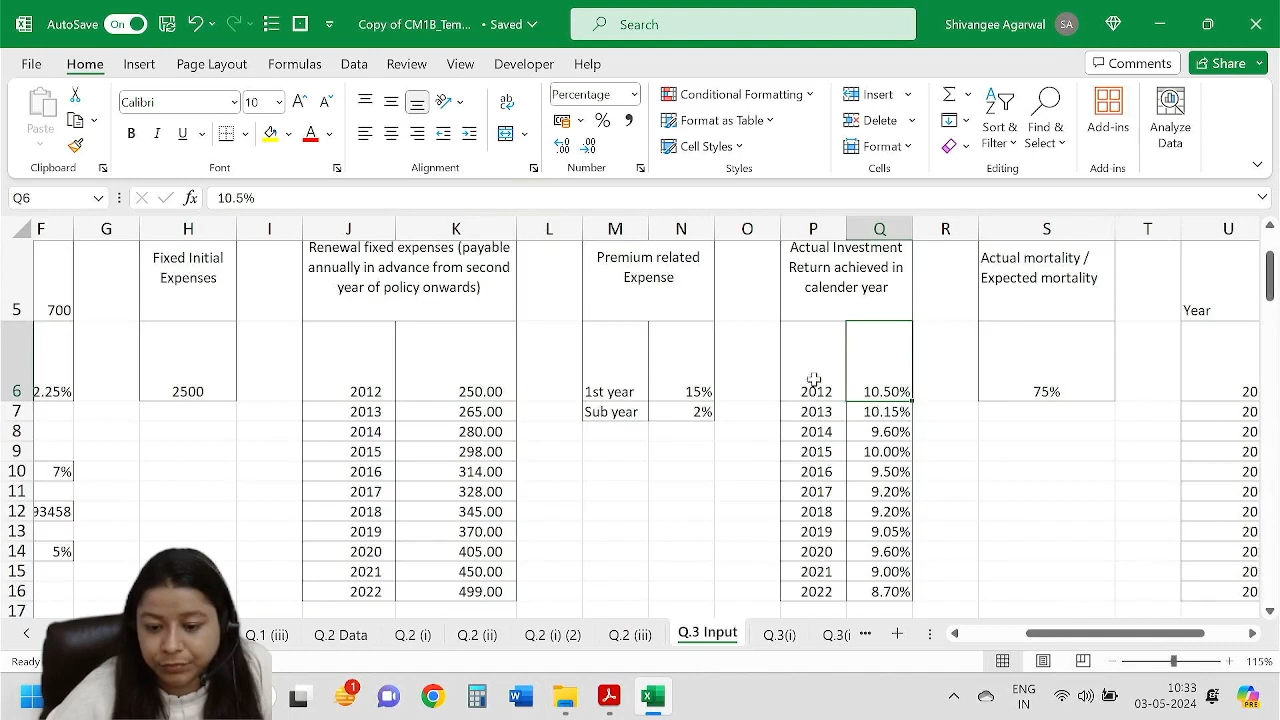 AutoSave On Copy of CM1B_Tem... • Saved Search Shivangee Agarwal SA
File Home Insert Page Layout Formulas Data Review View Developer Help Comments Share
Calibri 10 A A ab Percentage Conditional Formatting Insert Σ
Paste B I U A % Format as Table Delete Sort & Filter Find & Select Add-ins Analyze Data
Cell Styles Format
Clipboard Font Alignment Number Styles Cells Editing Add-ins
Q6 fx 10.5%
F G H I J K L M N O P Q R S T U
5 700 Fixed Initial Expenses Renewal fixed expenses (payable annually in advance from second year of policy onwards) Premium related Expense Actual Investment Return achieved in calender year Actual mortality / Expected mortality Year
6 2.25% 2500 2012 250.00 1st year 15% 2012 10.50% 75% 20
7 2013 265.00 Sub year 2% 2013 10.15% 20
8 2014 280.00 2014 9.60% 20
9 2015 298.00 2015 10.00% 20
10 7% 2016 314.00 2016 9.50% 20
11 2017 328.00 2017 9.20% 20
12 93458 2018 345.00 2018 9.20% 20
13 2019 370.00 2019 9.05% 20
14 5% 2020 405.00 2020 9.60% 20
15 2021 450.00 2021 9.00% 20
16 2022 499.00 2022 8.70% 20
17
Q.1 (iii) Q.2 Data Q.2 (i) Q.2 (ii) Q.2 (i) (2) Q.2 (iii) Q.3 Input Q.3(i) Q.3(i ...
Ready 115%
1 ENG IN 10:33 03-05-2024 PRE